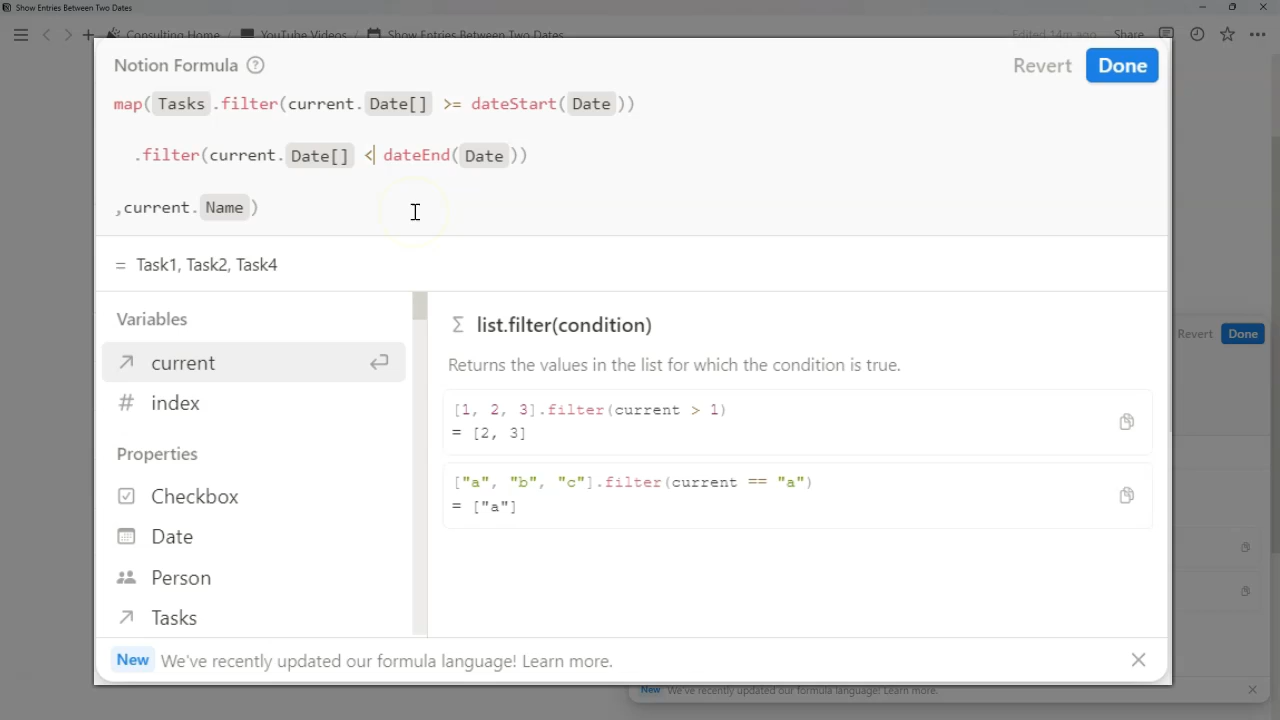 Show Entries Between Two Dates
Consulting Home / YouTube Videos / Show Entries Between Two Dates
Edited 14m ago Share
Notion Formula ?
Revert Done
map( Tasks .filter(current. Date[] >= dateStart( Date ))
.filter(current. Date[] < dateEnd( Date ))
,current. Name )
= Task1, Task2, Task4
Variables
current
# index
Properties
Checkbox
Date
Person
Tasks
Σ list.filter(condition)
Returns the values in the list for which the condition is true.
[1, 2, 3].filter(current > 1)
= [2, 3]
["a", "b", "c"].filter(current == "a")
= ["a"]
New We've recently updated our formula language! Learn more.
Revert Done
New We've recently updated our formula language! Learn more.